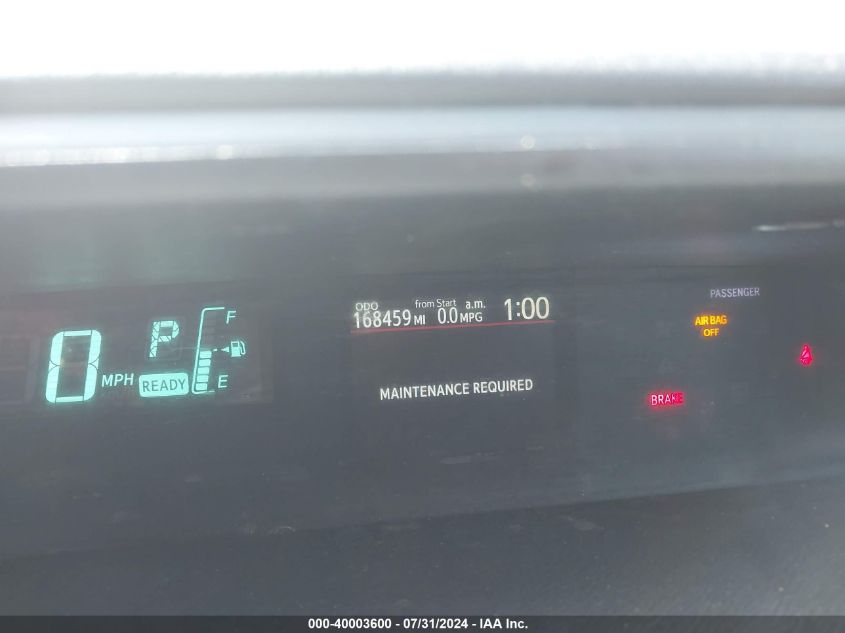 0 MPH
P
READY
F
E
ODO from Start a.m. 1:00
168459 MI 0.0 MPG
MAINTENANCE REQUIRED
PASSENGER
AIR BAG
OFF
BRAKE
000-40003600 - 07/31/2024 - IAA Inc.